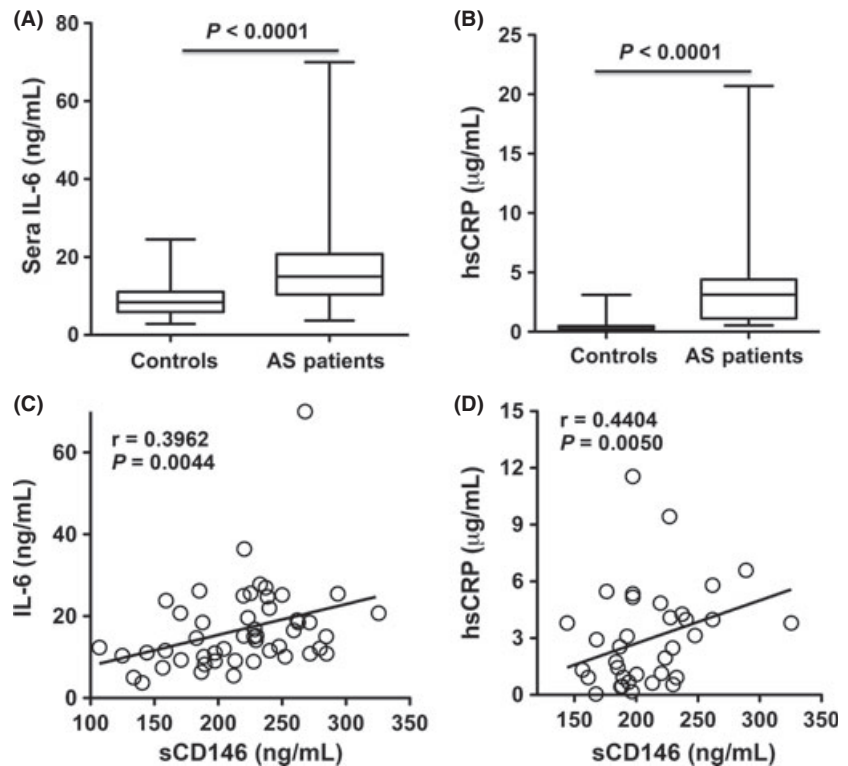 (A)
P < 0.0001
Sera IL-6 (ng/mL)
80
60
40
20
0
Controls AS patients
(B)
P < 0.0001
hsCRP (μg/mL)
25
20
15
10
5
0
Controls AS patients
(C)
r = 0.3962
P = 0.0044
IL-6 (ng/mL)
60
40
20
0
100 150 200 250 300 350
sCD146 (ng/mL)
(D)
r = 0.4404
P = 0.0050
hsCRP (μg/mL)
15
12
9
6
3
0
150 200 250 300 350
sCD146 (ng/mL)